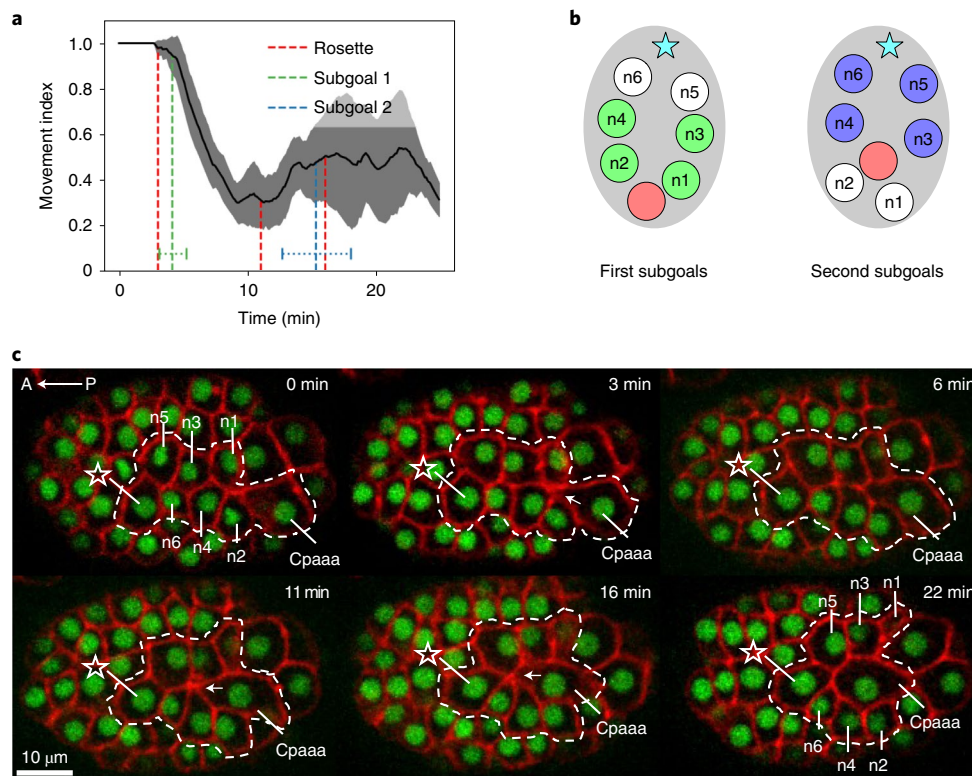 a
Movement index
1.0
0.8
0.6
0.4
0.2
0
0
10
20
Time (min)
Rosette
Subgoal 1
Subgoal 2
b
n6
n5
n4
n3
n2
n1
First subgoals
n6
n5
n4
n3
n2
n1
Second subgoals
c
A P
0 min
n5
n3
n1
n6
n4
n2
Cpaaa
3 min
Cpaaa
6 min
Cpaaa
11 min
Cpaaa
10 μm
16 min
Cpaaa
22 min
n5
n3
n1
n6
n4
n2
Cpaaa